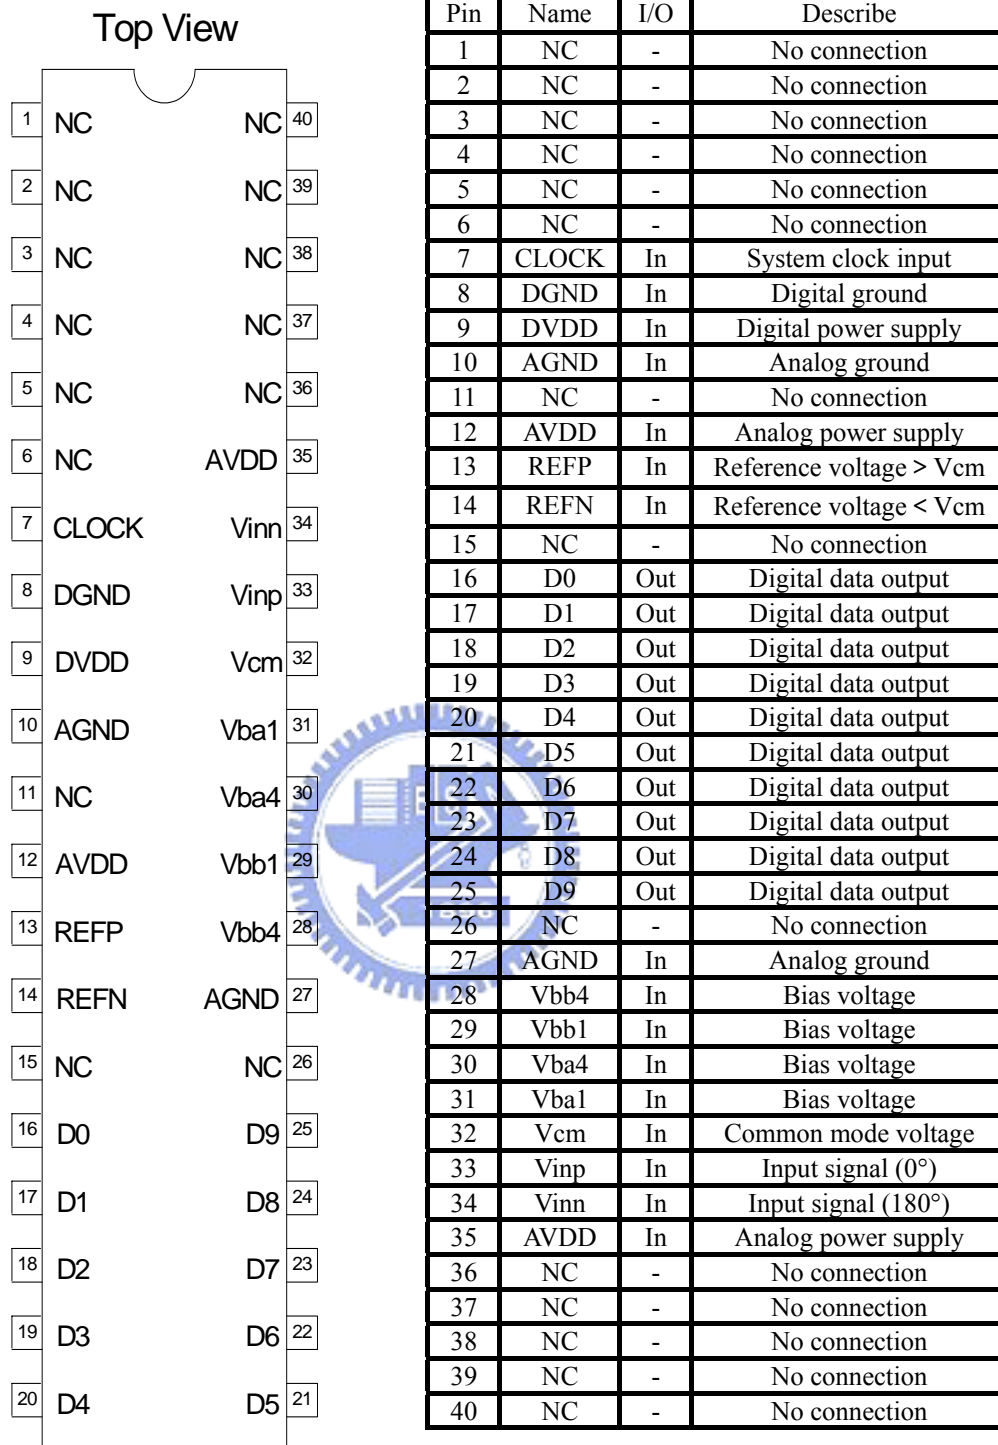 Top View
1 NC NC 40
2 NC NC 39
3 NC NC 38
4 NC NC 37
5 NC NC 36
6 NC AVDD 35
7 CLOCK Vinn 34
8 DGND Vinp 33
9 DVDD Vcm 32
10 AGND Vba1 31
11 NC Vba4 30
12 AVDD Vbb1 29
13 REFP Vbb4 28
14 REFN AGND 27
15 NC NC 26
16 D0 D9 25
17 D1 D8 24
18 D2 D7 23
19 D3 D6 22
20 D4 D5 21
Pin Name I/O Describe
1 NC - No connection
2 NC - No connection
3 NC - No connection
4 NC - No connection
5 NC - No connection
6 NC - No connection
7 CLOCK In System clock input
8 DGND In Digital ground
9 DVDD In Digital power supply
10 AGND In Analog ground
11 NC - No connection
12 AVDD In Analog power supply
13 REFP In Reference voltage > Vcm
14 REFN In Reference voltage < Vcm
15 NC - No connection
16 D0 Out Digital data output
17 D1 Out Digital data output
18 D2 Out Digital data output
19 D3 Out Digital data output
20 D4 Out Digital data output
21 D5 Out Digital data output
22 D6 Out Digital data output
23 D7 Out Digital data output
24 D8 Out Digital data output
25 D9 Out Digital data output
26 NC - No connection
27 AGND In Analog ground
28 Vbb4 In Bias voltage
29 Vbb1 In Bias voltage
30 Vba4 In Bias voltage
31 Vba1 In Bias voltage
32 Vcm In Common mode voltage
33 Vinp In Input signal (0°)
34 Vinn In Input signal (180°)
35 AVDD In Analog power supply
36 NC - No connection
37 NC - No connection
38 NC - No connection
39 NC - No connection
40 NC - No connection